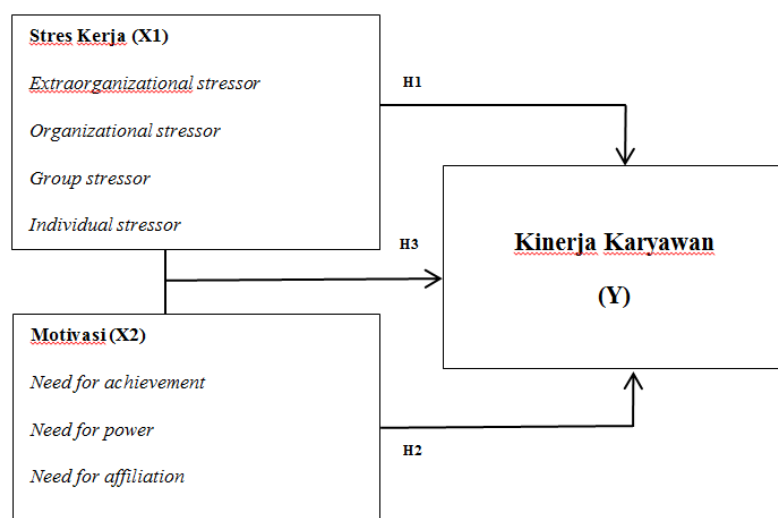 Stres Kerja (X1)
Extraorganizational stressor
Organizational stressor
Group stressor
Individual stressor
H1
H3
Kinerja Karyawan
(Y)
Motivasi (X2)
Need for achievement
Need for power
Need for affiliation
H2